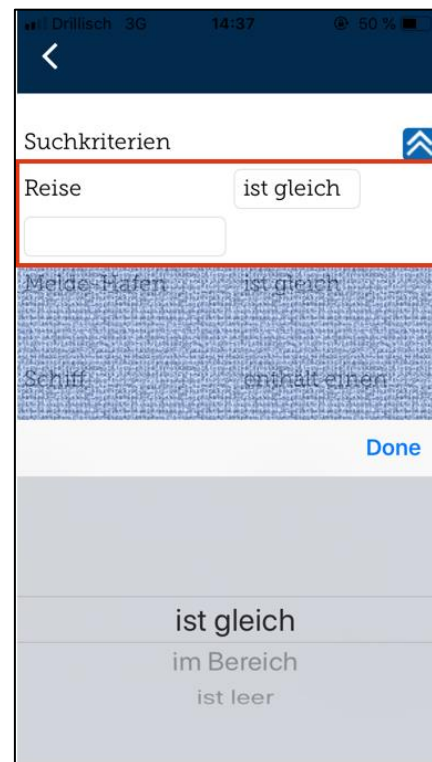 Drillisch 3G 14:37 50 %
Suchkriterien
Reise ist gleich
Melde-Hafen ist gleich
Schiff enthält einen
Done
ist gleich
im Bereich
ist leer